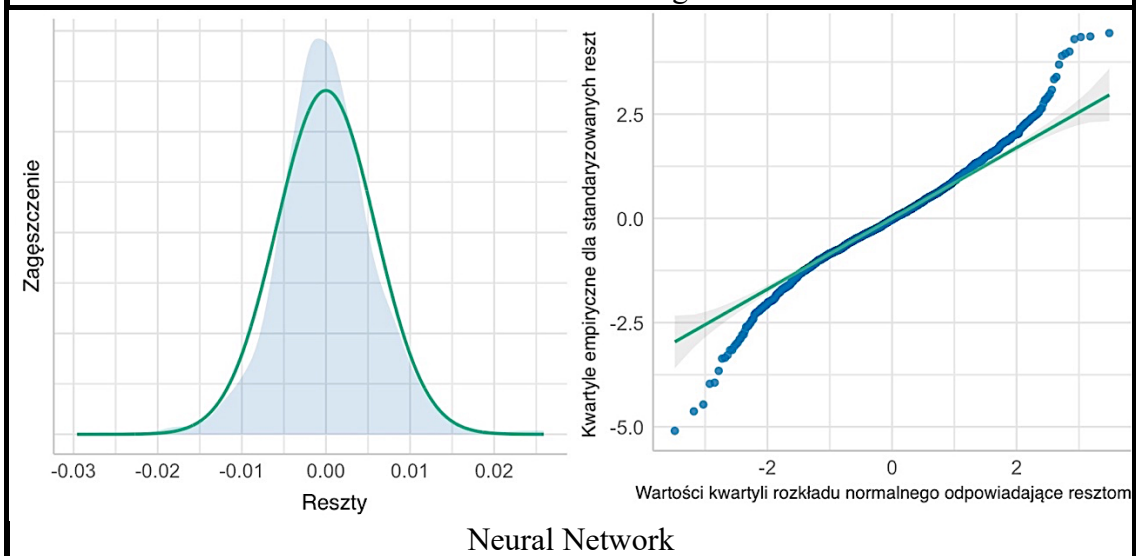 Zagęszczenie
-0.03
-0.02
-0.01
0.00
0.01
0.02
Reszty
Kwartyle empiryczne dla standaryzowanych reszt
2.5
0.0
-2.5
-5.0
-2
0
2
Wartości kwartyli rozkładu normalnego odpowiadające resztom
Neural Network